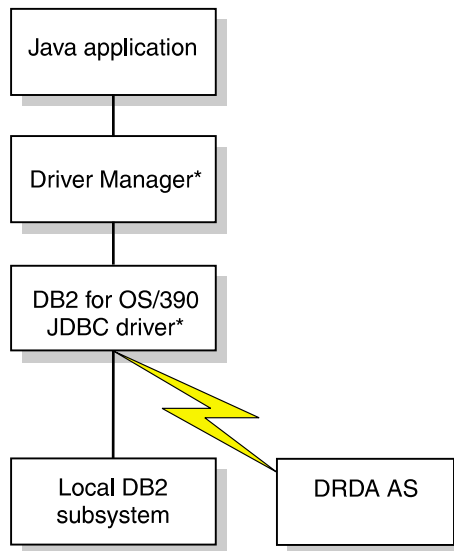 Java application
Driver Manager*
DB2 for OS/390
JDBC driver*
Local DB2
subsystem
DRDA AS